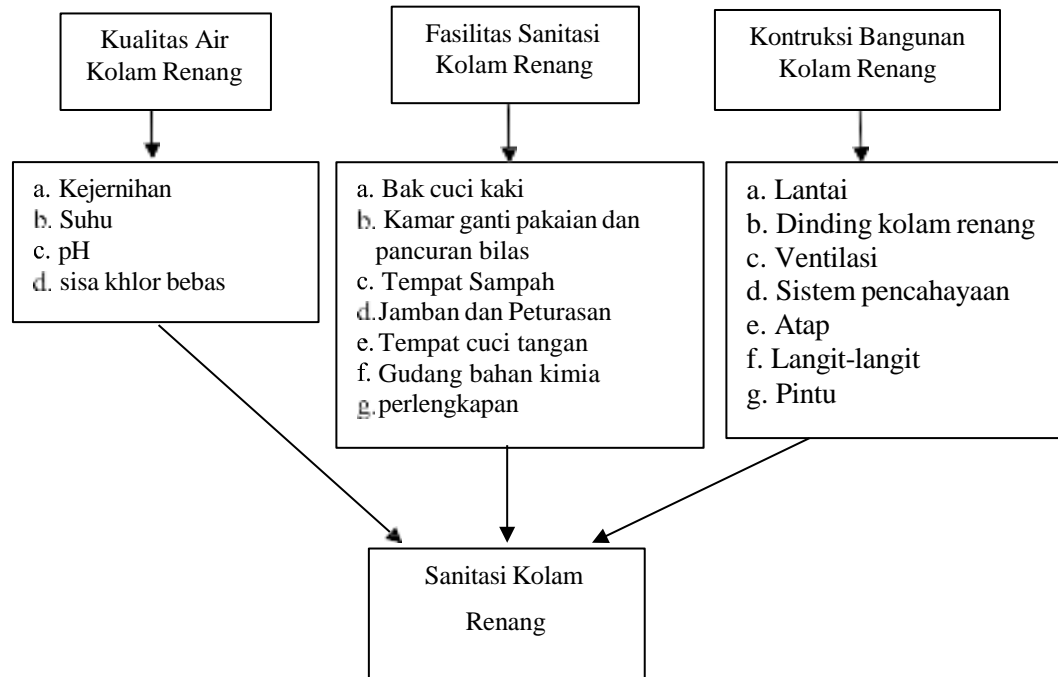 Kualitas Air
Kolam Renang
Fasilitas Sanitasi
Kolam Renang
Kontruksi Bangunan
Kolam Renang
a. Kejernihan
b. Suhu
c. pH
d. sisa khlor bebas
a. Bak cuci kaki
b. Kamar ganti pakaian dan
pancuran bilas
c. Tempat Sampah
d.Jamban dan Peturasan
e. Tempat cuci tangan
f. Gudang bahan kimia
g. perlengkapan
a. Lantai
b. Dinding kolam renang
c. Ventilasi
d. Sistem pencahayaan
e. Atap
f. Langit-langit
g. Pintu
Sanitasi Kolam
Renang